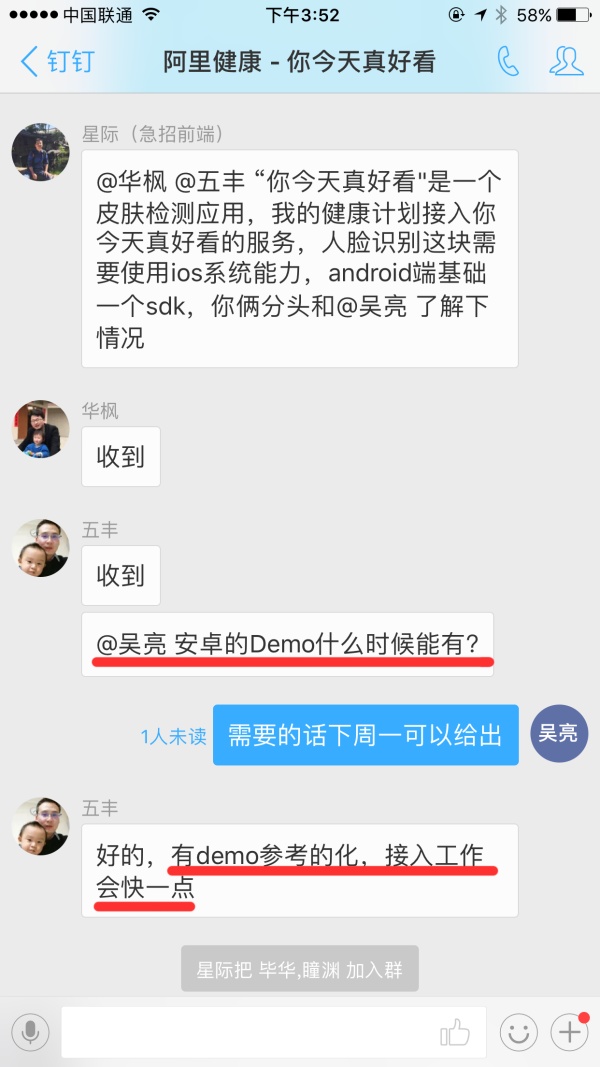 中国联通 下午3:52 58%
钉钉 阿里健康 - 你今天真好看
星际（急招前端）
@华枫 @五丰 “你今天真好看"是一个
皮肤检测应用，我的健康计划接入你
今天真好看的服务，人脸识别这块需
要使用ios系统能力，android端基础
一个sdk，你俩分头和@吴亮 了解下
情况
华枫
收到
五丰
收到
@吴亮 安卓的Demo什么时候能有?
1人未读 需要的话下周一可以给出 吴亮
五丰
好的，有demo参考的化，接入工作
会快一点
星际把 毕华,瞳渊 加入群